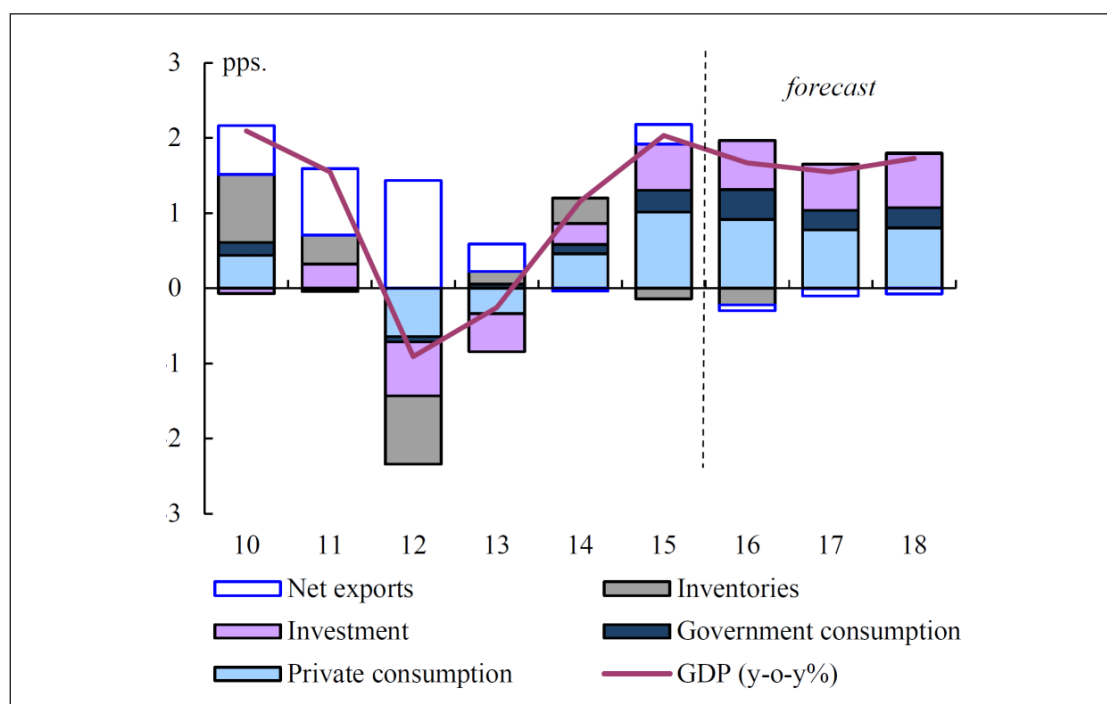 3
pps.
forecast
2
1
0
-1
-2
-3
10 11 12 13 14 15 16 17 18
Net exports Inventories
Investment Government consumption
Private consumption GDP (y-o-y%)